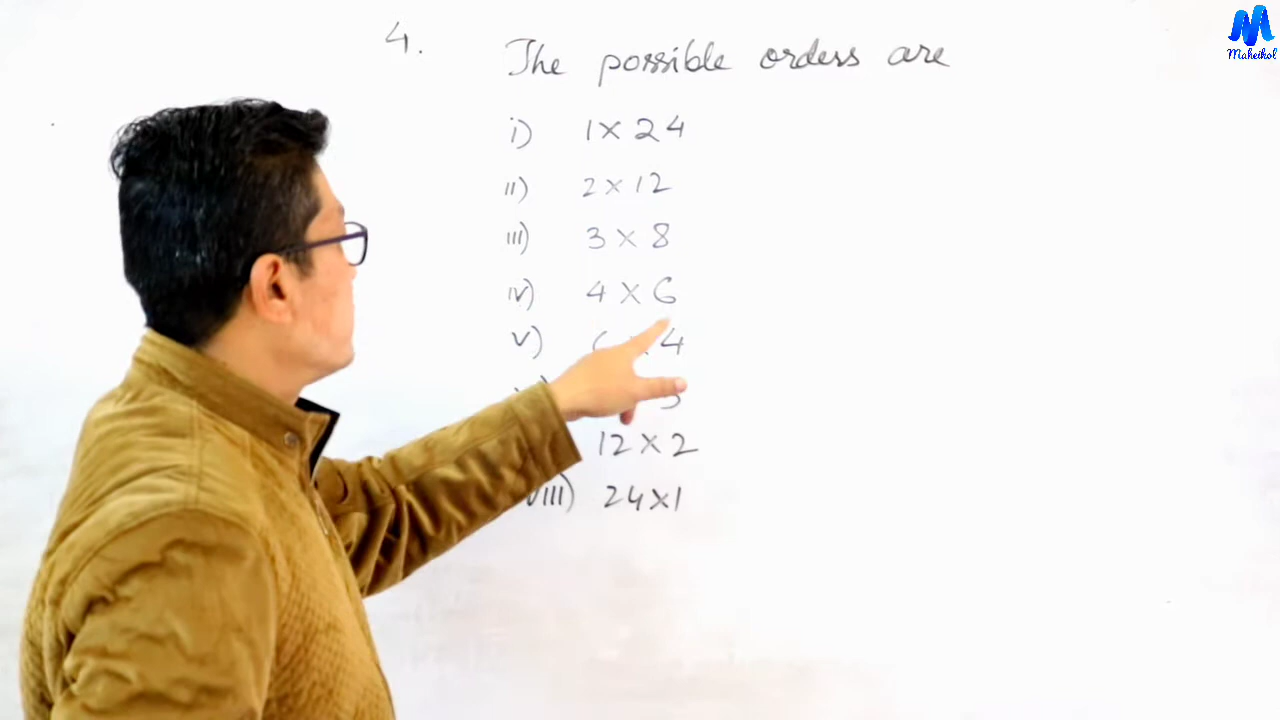 4. The possible orders are
i) 1 × 24
ii) 2 × 12
iii) 3 × 8
iv) 4 × 6
v) × 4
3
12 × 2
viii) 24 × 1
M
Maheikol